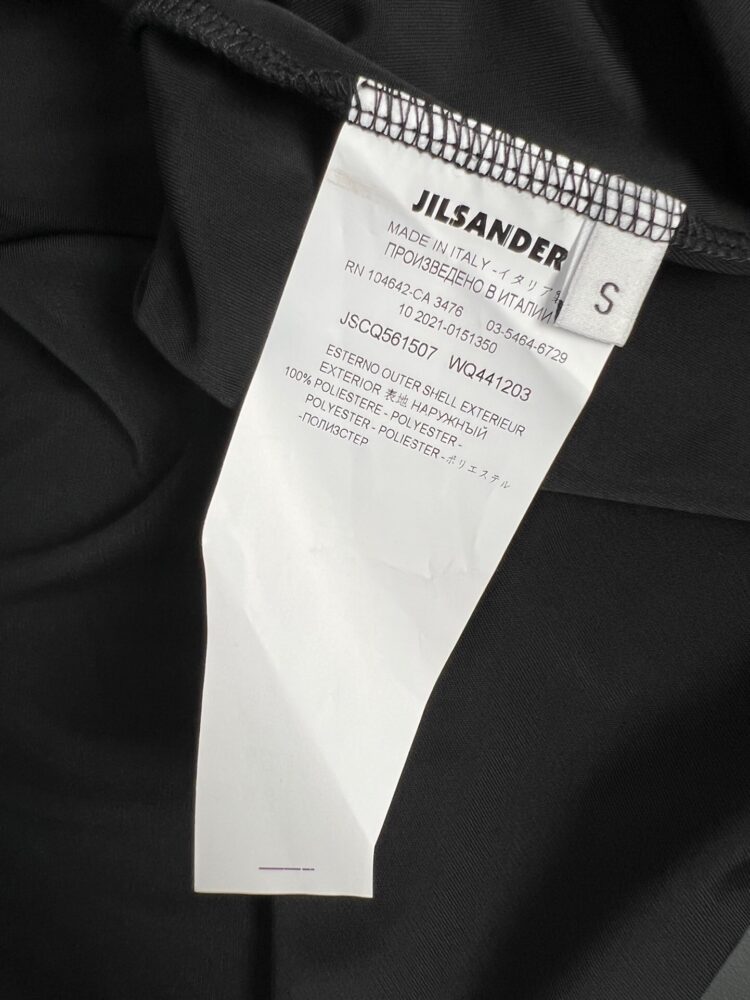 JILSANDER
MADE IN ITALY -イタリア
ПРОИЗВЕДЕНО В ИТАЛИИ
S
RN 104642-CA 3476 03-5464-6729
10 2021-0151350
JSCQ561507 WQ441203
ESTERNO OUTER SHELL EXTERIEUR
EXTERIOR 表地 НАРУЖНЫЙ
100% POLIESTERE - POLYESTER -
POLYESTER - POLIESTER -ポリエステル
-ПОЛИЭСТЕР